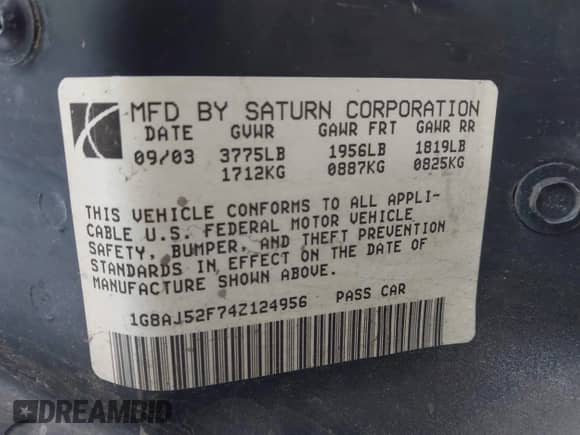 MFD BY SATURN CORPORATION
DATE GVWR GAWR FRT GAWR RR
09/03 3775LB 1956LB 1819LB
1712KG 0887KG 0825KG
THIS VEHICLE CONFORMS TO ALL APPLI-
CABLE U.S. FEDERAL MOTOR VEHICLE
SAFETY, BUMPER, AND THEFT PREVENTION
STANDARDS IN EFFECT ON THE DATE OF
MANUFACTURE SHOWN ABOVE.
1G8AJ52F74Z124956 PASS CAR
DREAMBID